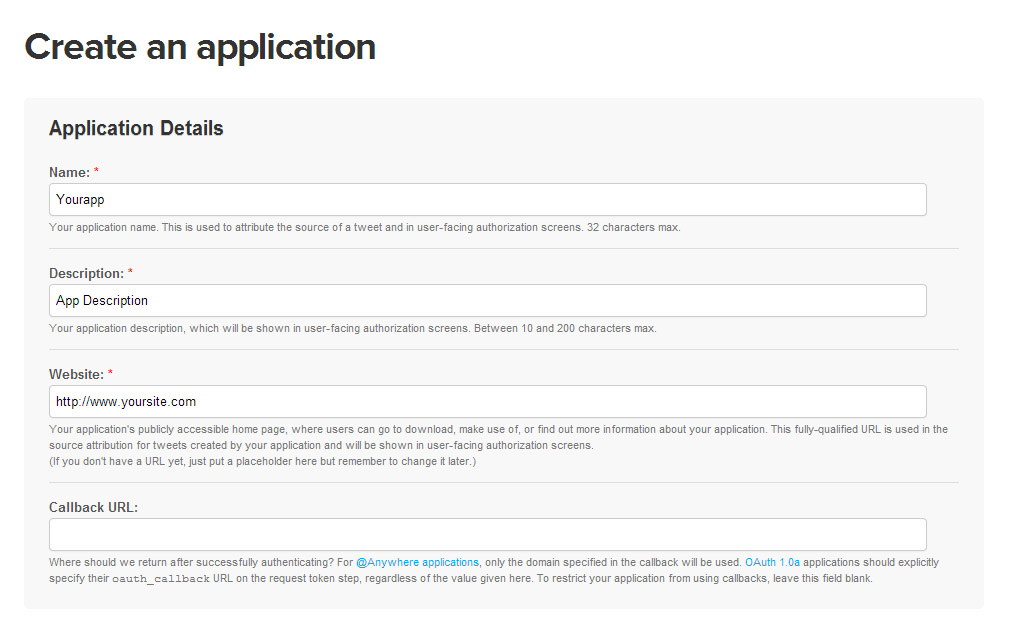 Create an application
Application Details
Name: *
Yourapp
Your application name. This is used to attribute the source of a tweet and in user-facing authorization screens. 32 characters max.
Description: *
App Description
Your application description, which will be shown in user-facing authorization screens. Between 10 and 200 characters max.
Website: *
http://www.yoursite.com
Your application's publicly accessible home page, where users can go to download, make use of, or find out more information about your application. This fully-qualified URL is used in the
source attribution for tweets created by your application and will be shown in user-facing authorization screens.
(If you don't have a URL yet, just put a placeholder here but remember to change it later.)
Callback URL:
Where should we return after successfully authenticating? For @Anywhere applications, only the domain specified in the callback will be used. OAuth 1.0a applications should explicitly
specify their oauth_callback URL on the request token step, regardless of the value given here. To restrict your application from using callbacks, leave this field blank.